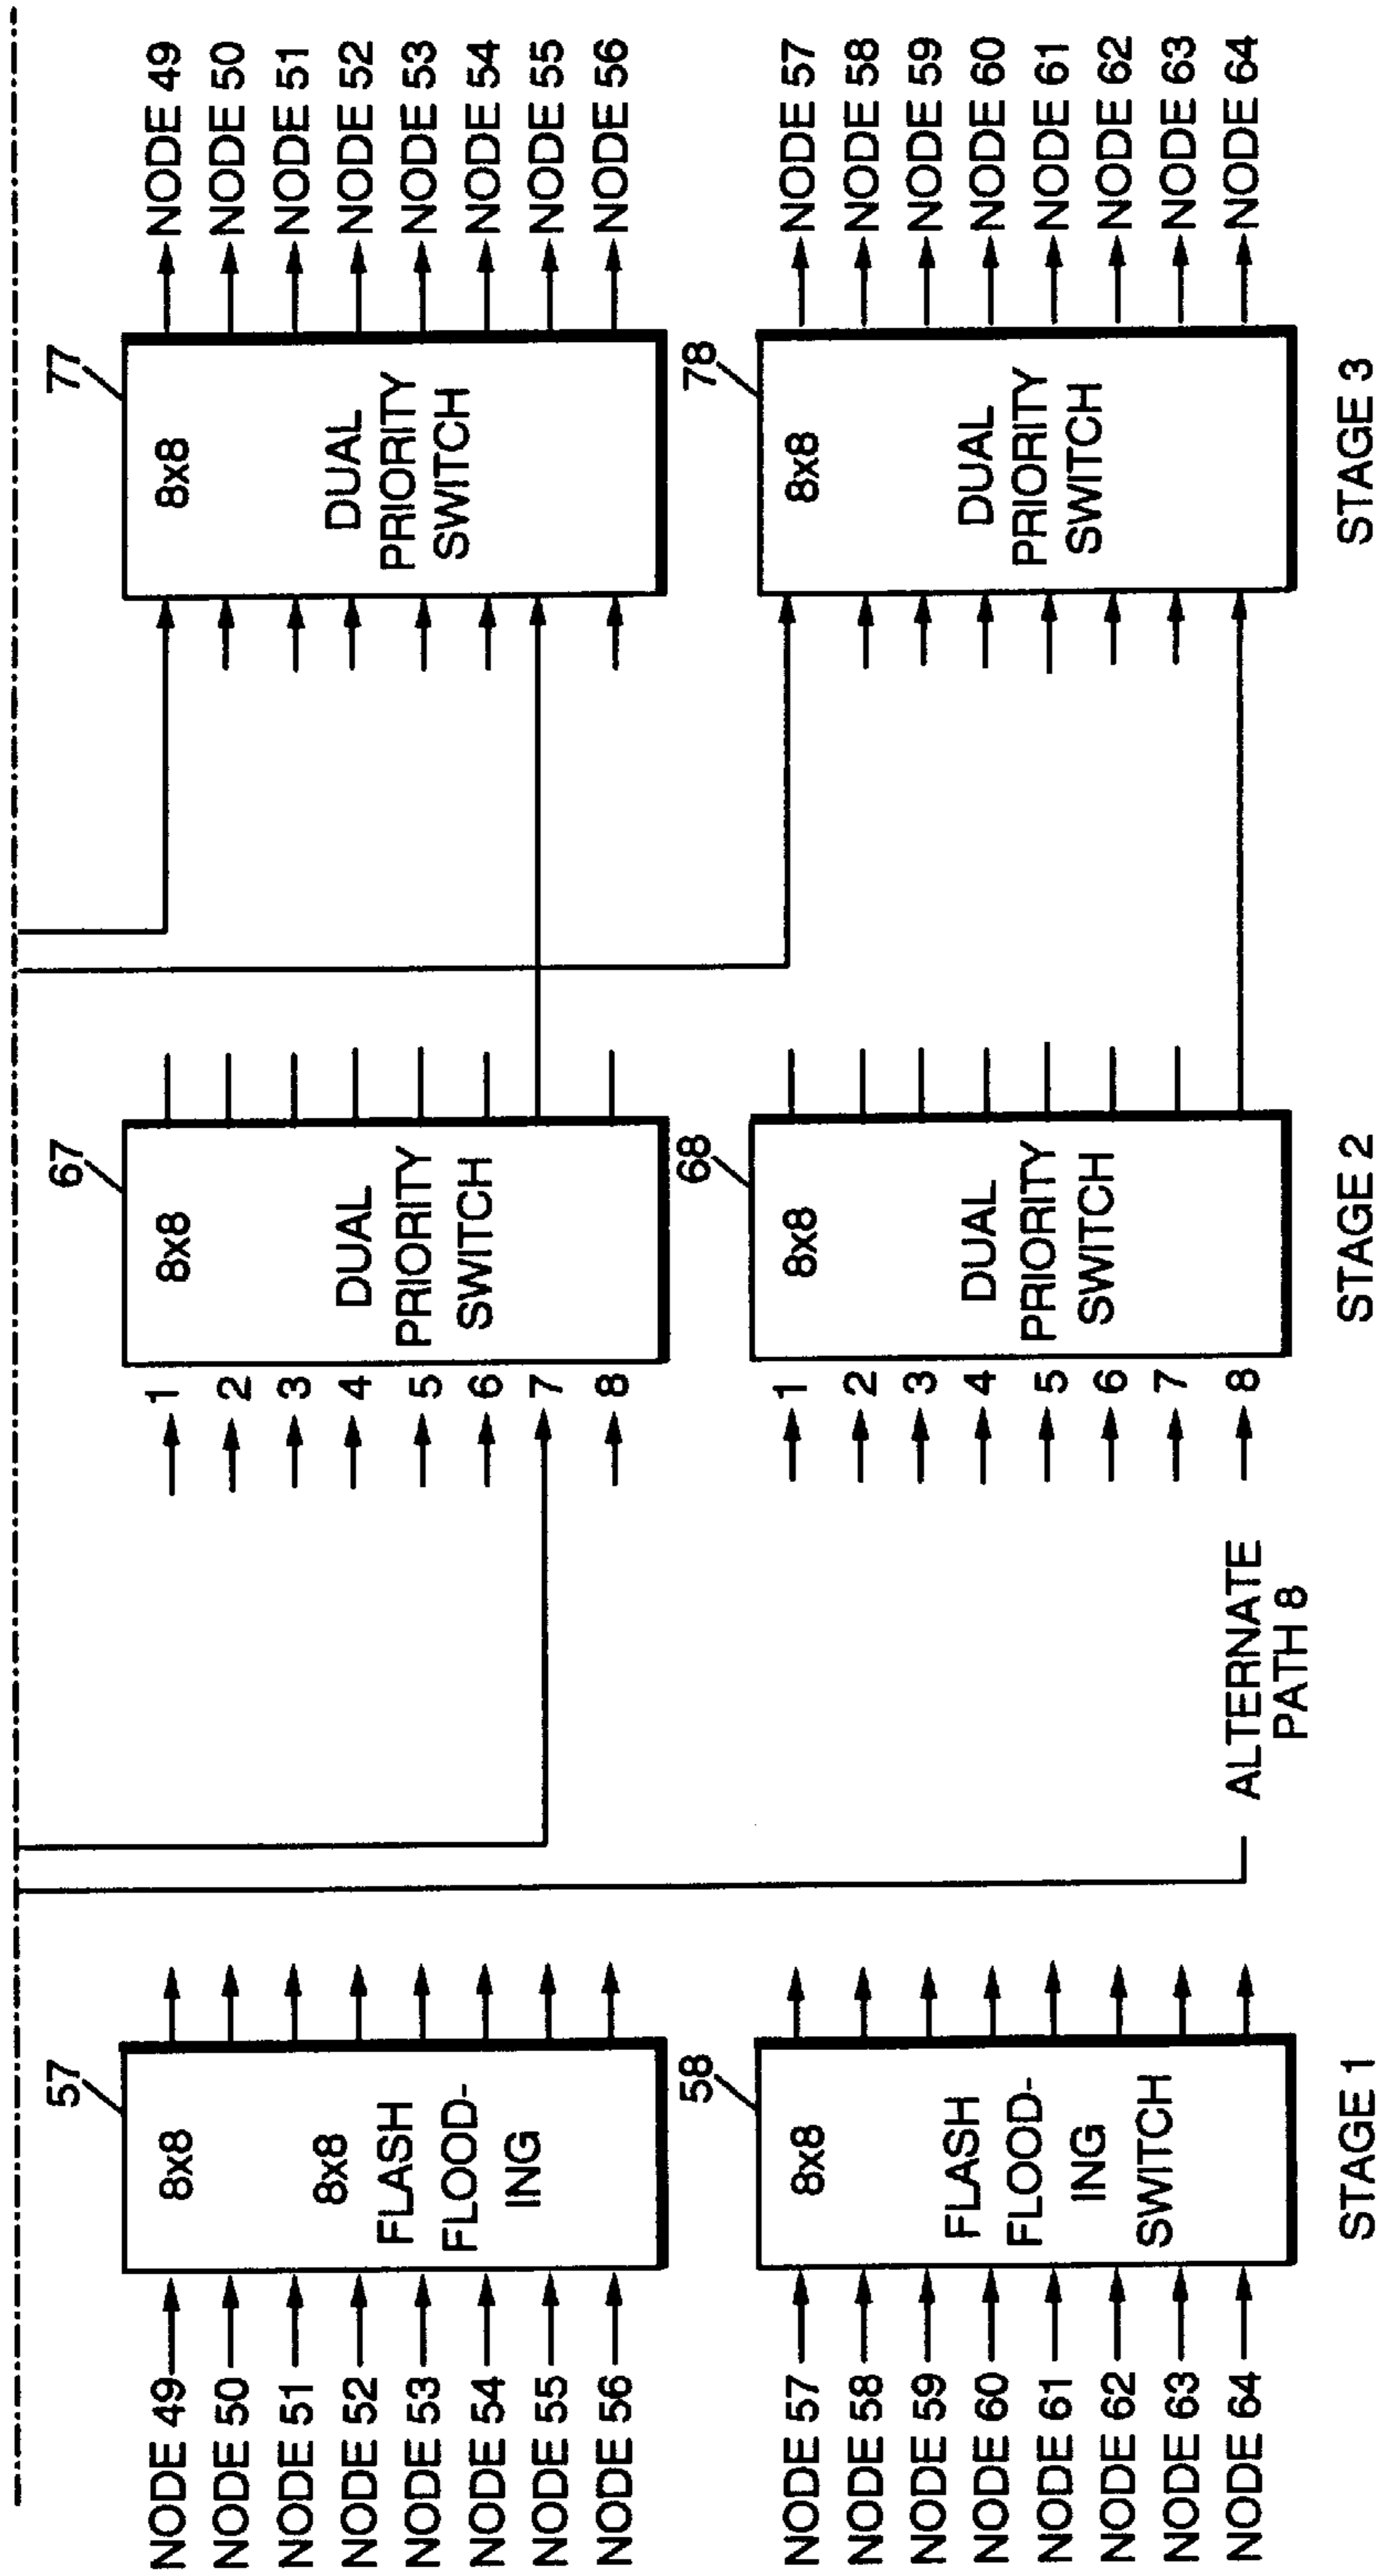 NODE 49
NODE 50
NODE 51
NODE 52
NODE 53
NODE 54
NODE 55
NODE 56
57
8x8
8x8
FLASH
FLOOD-
ING
1
2
3
4
5
6
7
8
67
8x8
DUAL
PRIORITY
SWITCH
77
8x8
DUAL
PRIORITY
SWITCH
NODE 49
NODE 50
NODE 51
NODE 52
NODE 53
NODE 54
NODE 55
NODE 56
NODE 57
NODE 58
NODE 59
NODE 60
NODE 61
NODE 62
NODE 63
NODE 64
58
8x8
FLASH
FLOOD-
ING
SWITCH
ALTERNATE
PATH 8
1
2
3
4
5
6
7
8
68
8x8
DUAL
PRIORITY
SWITCH
78
8x8
DUAL
PRIORITY
SWITCH
NODE 57
NODE 58
NODE 59
NODE 60
NODE 61
NODE 62
NODE 63
NODE 64
STAGE 1
STAGE 2
STAGE 3